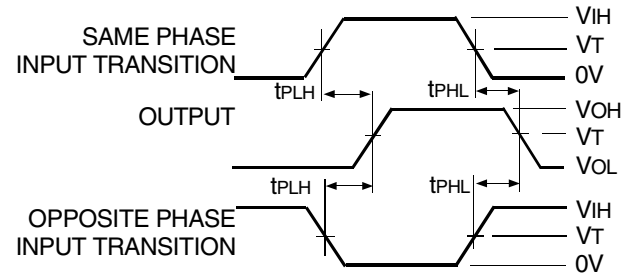 SAME PHASE
INPUT TRANSITION
VIH
VT
0V
tPLH
tPHL
OUTPUT
VOH
VT
VOL
tPLH
tPHL
OPPOSITE PHASE
INPUT TRANSITION
VIH
VT
0V